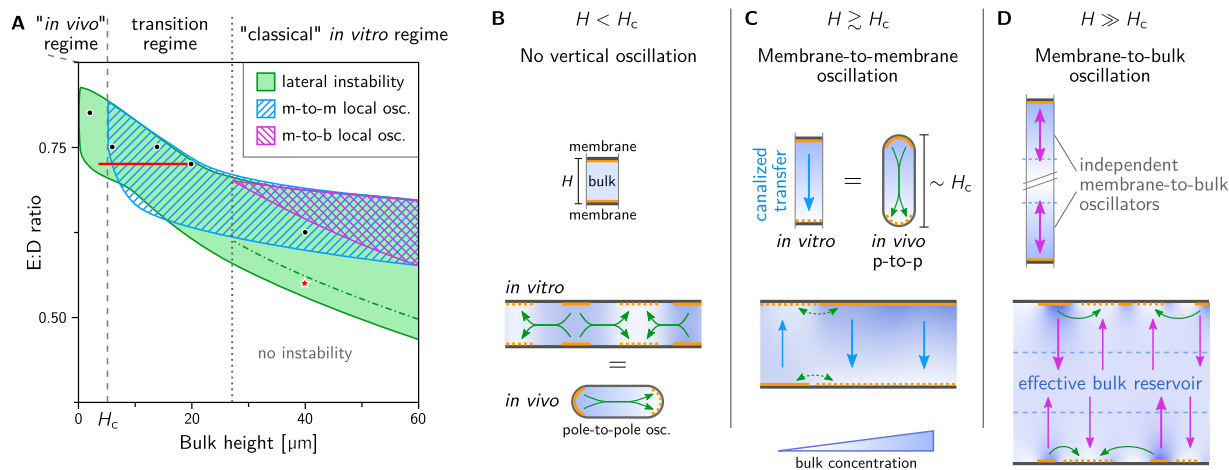 A
"in vivo"
regime
transition
regime
"classical" in vitro regime
lateral instability
m-to-m local osc.
m-to-b local osc.
0.75
0.50
E:D ratio
no instability
0
Hc
20
40
60
Bulk height [μm]
B
H < Hc
No vertical oscillation
membrane
H
bulk
membrane
in vitro
=
in vivo
pole-to-pole osc.
C
H ≳ Hc
Membrane-to-membrane
oscillation
canalized
transfer
=
∼ Hc
in vitro
in vivo
p-to-p
bulk concentration
D
H ≫ Hc
Membrane-to-bulk
oscillation
independent
membrane-to-bulk
oscillators
effective bulk reservoir